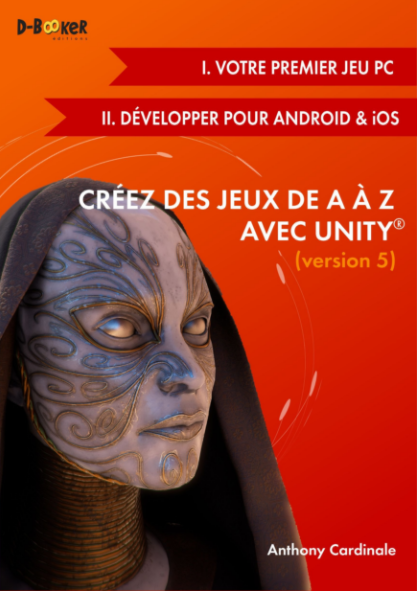 D-BOOKER
ÉDITIONS
I. VOTRE PREMIER JEU PC
II. DÉVELOPPER POUR ANDROID & iOS
CRÉEZ DES JEUX DE A À Z
AVEC UNITY®
(version 5)
Anthony Cardinale